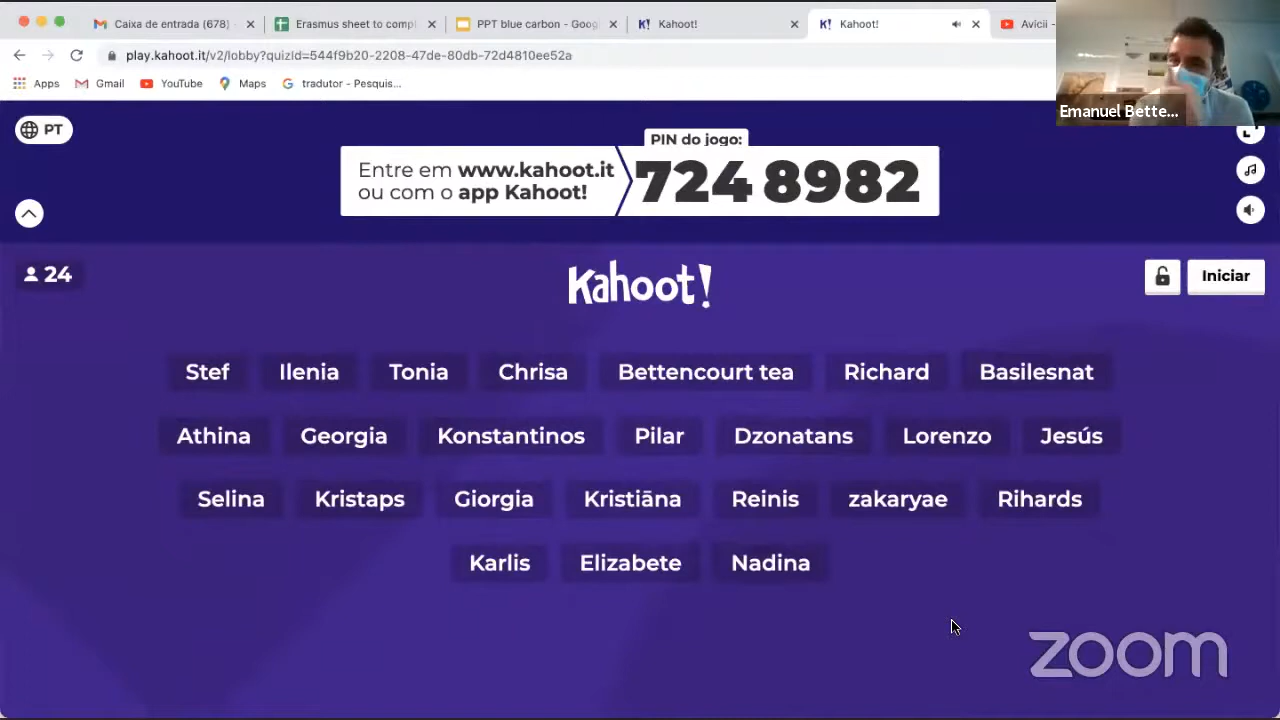 Caixa de entrada (678)
Erasmus sheet to compl
PPT blue carbon - Goog
Kahoot!
Kahoot!
Avicii -
play.kahoot.it/v2/lobby?quizId=544f9b20-2208-47de-80db-72d4810ee52a
Apps
Gmail
YouTube
Maps
tradutor - Pesquis...
Emanuel Bette...
PT
PIN do jogo:
Entre em www.kahoot.it
ou com o app Kahoot!
724 8982
24
Kahoot!
Iniciar
Stef Ilenia Tonia Chrisa Bettencourt tea Richard Basilesnat
Athina Georgia Konstantinos Pilar Dzonatans Lorenzo Jesús
Selina Kristaps Giorgia Kristiāna Reinis zakaryae Rihards
Karlis Elizabete Nadina
zoom